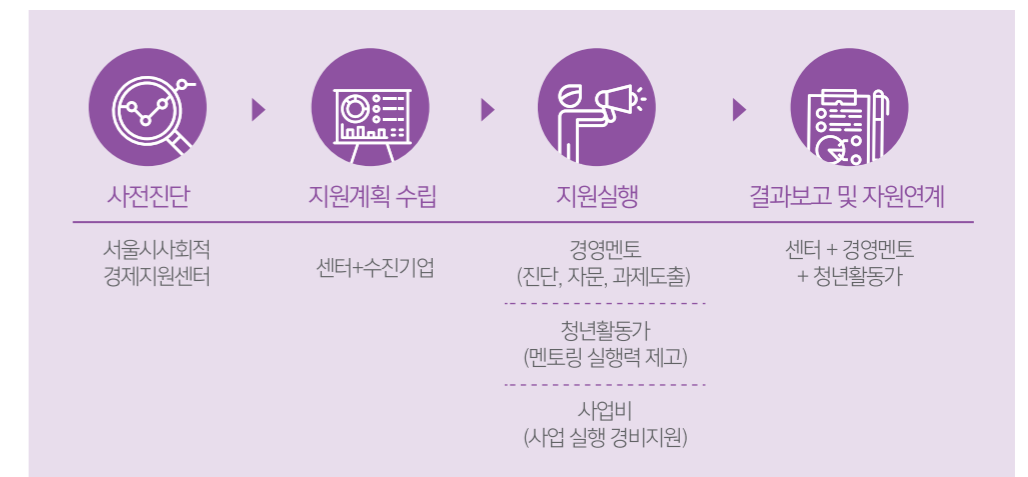 사전진단
지원계획 수립
지원실행
결과보고 및 자원연계
서울시사회적
경제지원센터
센터+수진기업
경영멘토
(진단, 자문, 과제도출)
청년활동가
(멘토링 실행력 제고)
사업비
(사업 실행 경비지원)
센터 + 경영멘토
+ 청년활동가